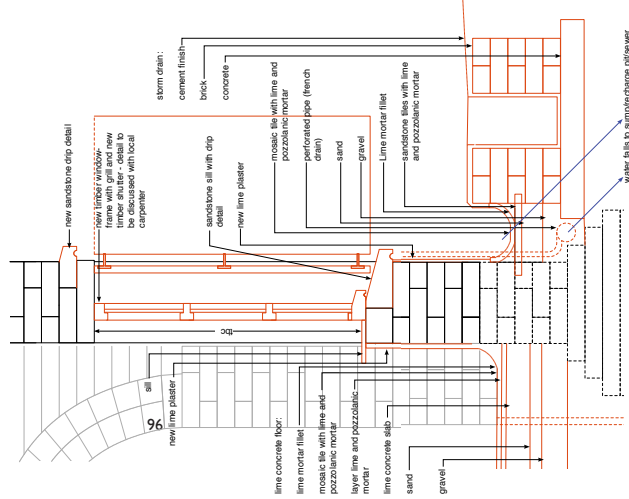 storm drain:
cement finish
brick
concrete
mosaic tile with lime and
pozzolanic mortar
perforated pipe (french
drain)
sand
gravel
Lime mortar fillet
sandstone tiles with lime
and pozzolanic mortar
new sandstone drip detail
new timber window-
frame with grill and new
timber shutter - detail to
be discussed with local
carpenter
sandstone sill with drip
detail
new lime plaster
water falls to sump/recharge pit/sewer
tbc
sill
new lime plaster
96
lime concrete floor:
lime mortar fillet
mosaic tile with lime and
pozzolanic mortar
layer lime and pozzolanic
mortar
lime concrete slab
sand
gravel